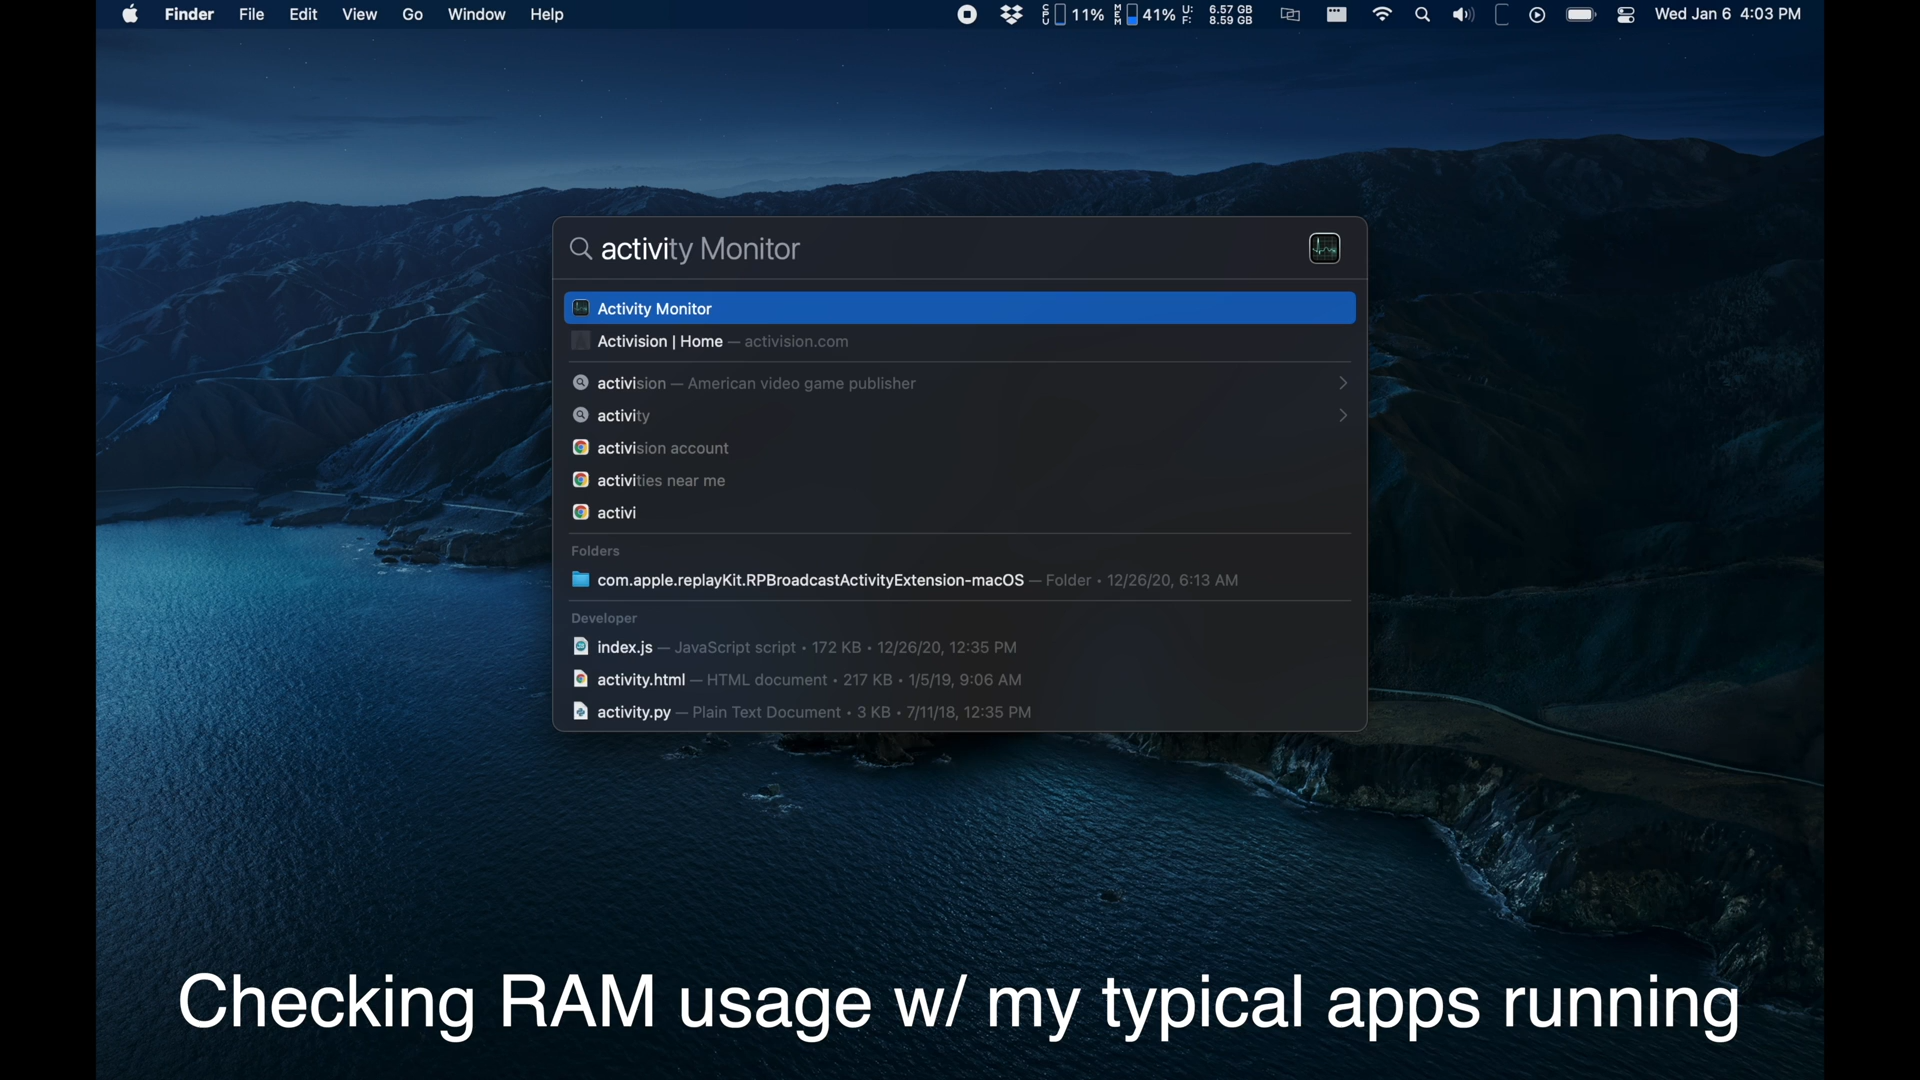 Finder File Edit View Go Window Help CPU 11% MEM 41% U: 6.57 GB F: 8.59 GB Wed Jan 6 4:03 PM
activity Monitor
Activity Monitor
Activision | Home — activision.com
activision — American video game publisher
activity
activision account
activities near me
activi
Folders
com.apple.replayKit.RPBroadcastActivityExtension-macOS — Folder • 12/26/20, 6:13 AM
Developer
index.js — JavaScript script • 172 KB • 12/26/20, 12:35 PM
activity.html — HTML document • 217 KB • 1/5/19, 9:06 AM
activity.py — Plain Text Document • 3 KB • 7/11/18, 12:35 PM
Checking RAM usage w/ my typical apps running